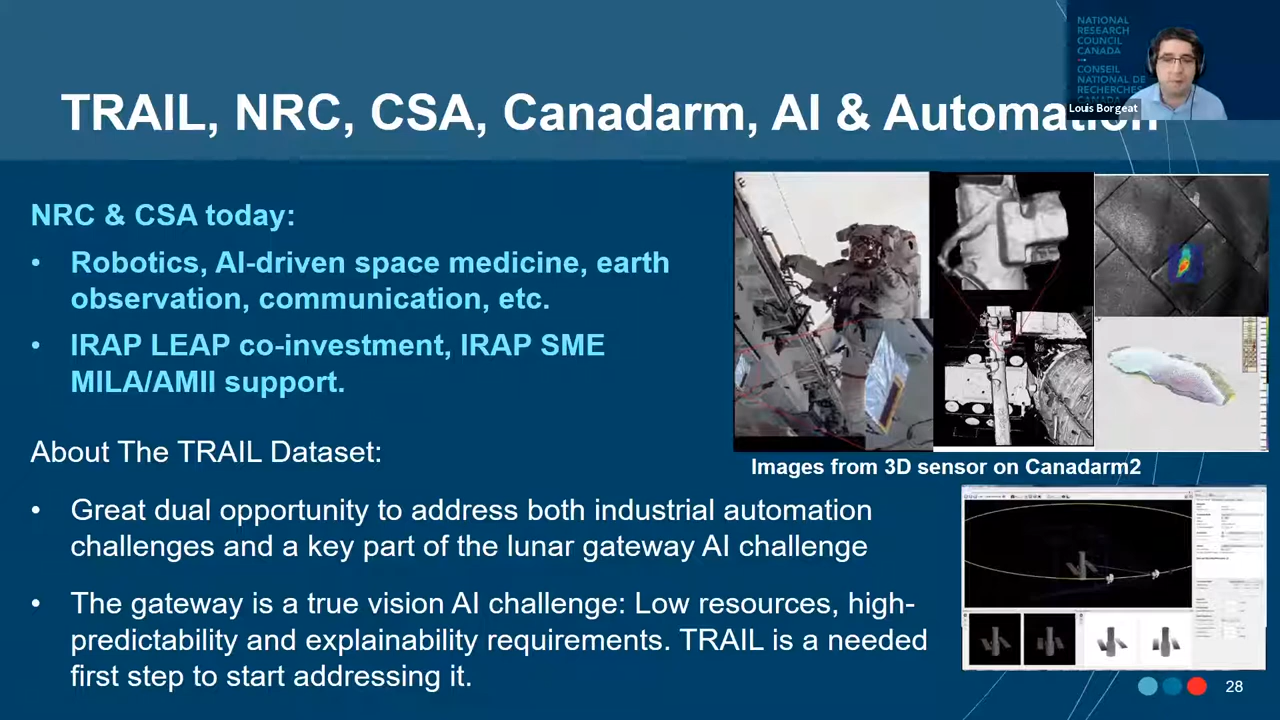 NATIONAL
RESEARCH
COUNCIL
CANADA
CONSEIL
NATIONAL DE
RECHERCHES
CANADA
Louis Borgeat
TRAIL, NRC, CSA, Canadarm, AI & Automation
NRC & CSA today:
• Robotics, AI-driven space medicine, earth
observation, communication, etc.
• IRAP LEAP co-investment, IRAP SME
MILA/AMII support.
About The TRAIL Dataset:
• Great dual opportunity to address both industrial automation
challenges and a key part of the lunar gateway AI challenge
• The gateway is a true vision AI challenge: Low resources, high-
predictability and explainability requirements. TRAIL is a needed
first step to start addressing it.
Images from 3D sensor on Canadarm2
28